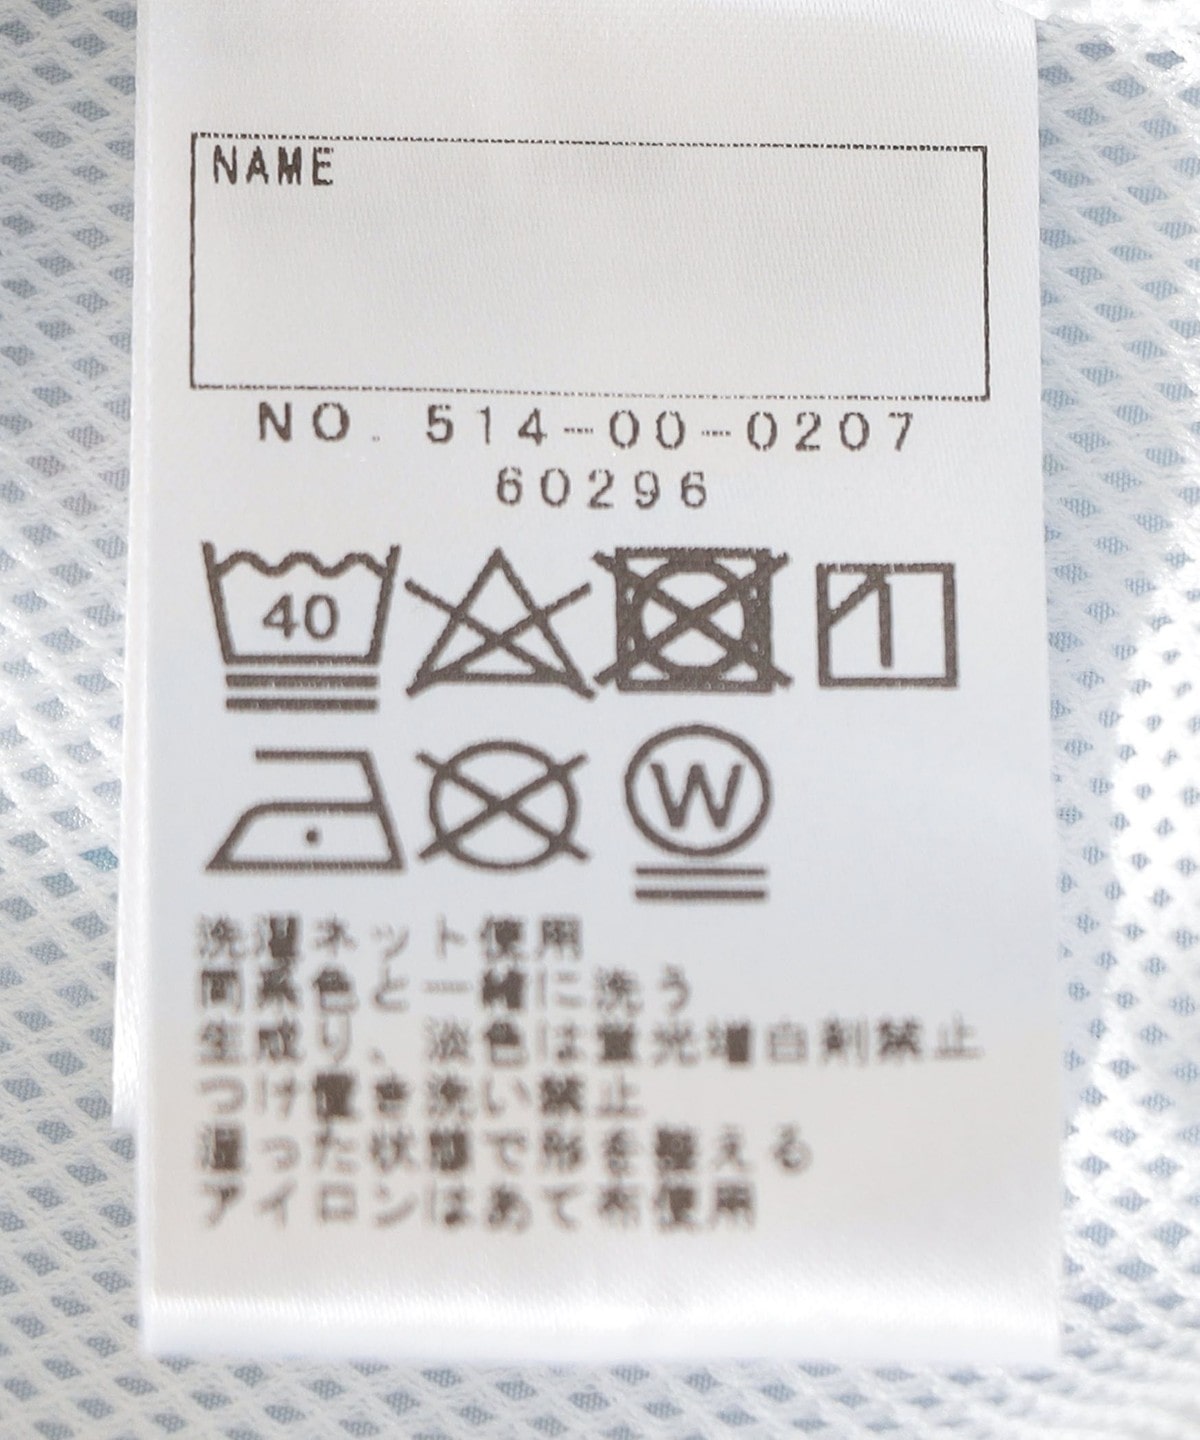 NAME
NO. 514-00-0207
60296
40
W
洗濯ネット使用
同系色と一緒に洗う
生成り、淡色は蛍光増白剤禁止
つけ置き洗い禁止
湿った状態で形を整える
アイロンはあて布使用